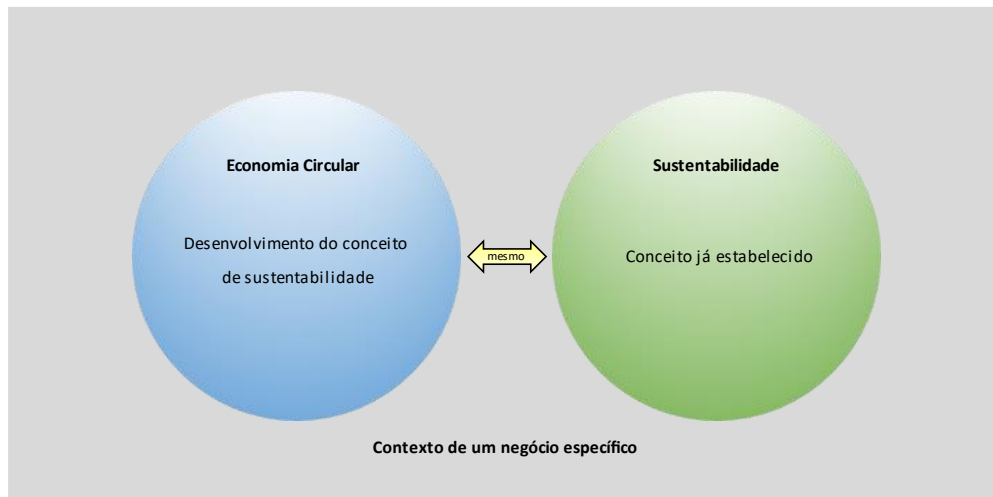 Economia Circular
Desenvolvimento do conceito
de sustentabilidade
mesmo
Sustentabilidade
Conceito já estabelecido
Contexto de um negócio específico